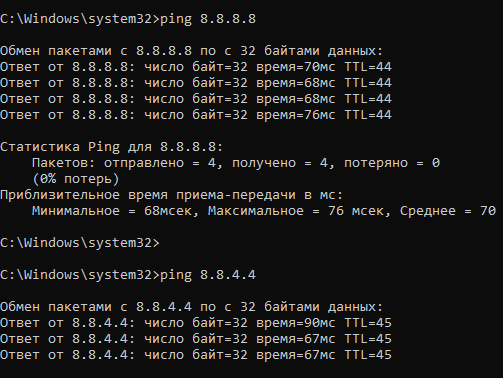 C:\Windows\system32>ping 8.8.8.8
Обмен пакетами с 8.8.8.8 по с 32 байтами данных:
Ответ от 8.8.8.8: число байт=32 время=70мс TTL=44
Ответ от 8.8.8.8: число байт=32 время=68мс TTL=44
Ответ от 8.8.8.8: число байт=32 время=68мс TTL=44
Ответ от 8.8.8.8: число байт=32 время=76мс TTL=44
Статистика Ping для 8.8.8.8:
Пакетов: отправлено = 4, получено = 4, потеряно = 0
(0% потерь)
Приблизительное время приема-передачи в мс:
Минимальное = 68мсек, Максимальное = 76 мсек, Среднее = 70
C:\Windows\system32>
C:\Windows\system32>ping 8.8.4.4
Обмен пакетами с 8.8.4.4 по с 32 байтами данных:
Ответ от 8.8.4.4: число байт=32 время=90мс TTL=45
Ответ от 8.8.4.4: число байт=32 время=67мс TTL=45
Ответ от 8.8.4.4: число байт=32 время=67мс TTL=45